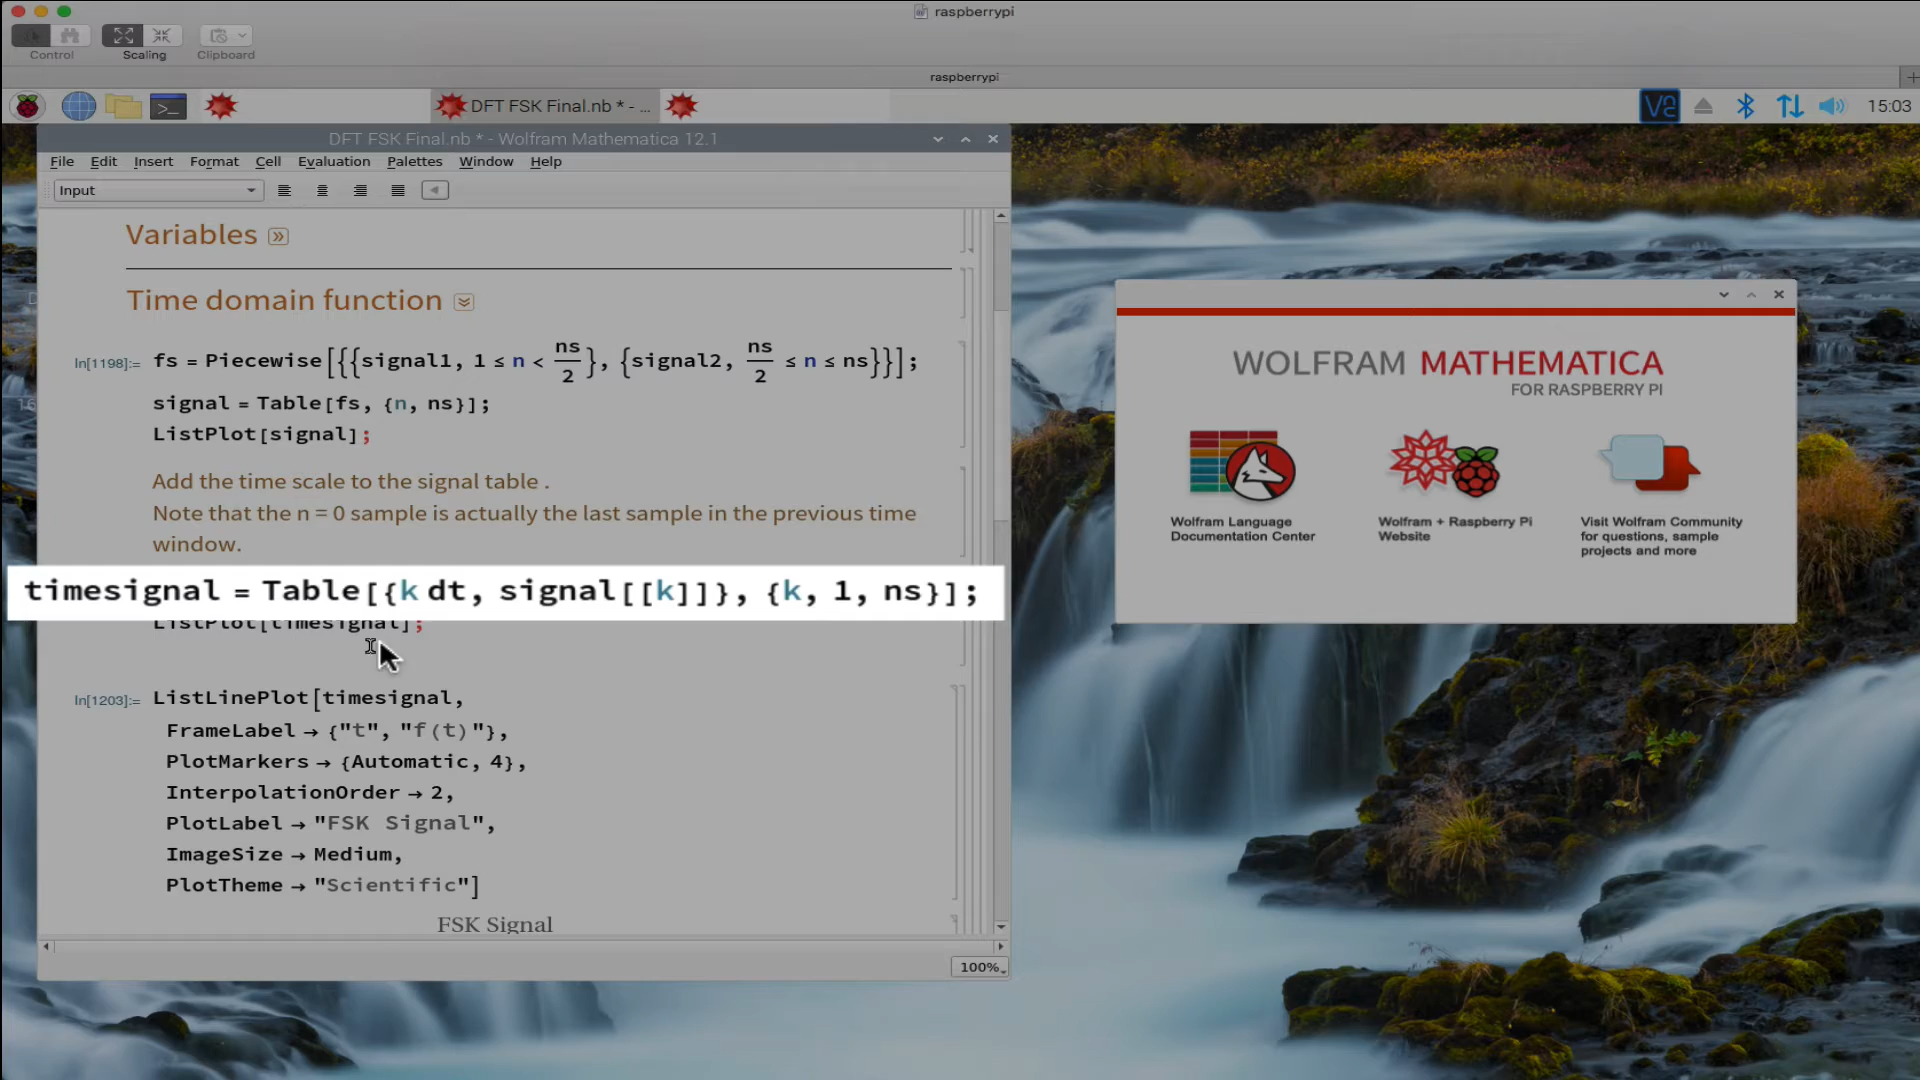 raspberrypi
Control
Scaling
Clipboard
raspberrypi
DFT FSK Final.nb * - ...
15:03
DFT FSK Final.nb * - Wolfram Mathematica 12.1
File Edit Insert Format Cell Evaluation Palettes Window Help
Input
Variables
Time domain function
In[1198]:= fs = Piecewise[{{signal1, 1 ≤ n < ns/2}, {signal2, ns/2 ≤ n ≤ ns}}];
signal = Table[fs, {n, ns}];
ListPlot[signal];
Add the time scale to the signal table .
Note that the n = 0 sample is actually the last sample in the previous time
window.
timesignal = Table[{k dt, signal[[k]]}, {k, 1, ns}];
ListPlot[timesignal];
In[1203]:= ListLinePlot[timesignal,
FrameLabel → {"t", "f(t)"},
PlotMarkers → {Automatic, 4},
InterpolationOrder → 2,
PlotLabel → "FSK Signal",
ImageSize → Medium,
PlotTheme → "Scientific"]
FSK Signal
100%
WOLFRAM MATHEMATICA
FOR RASPBERRY PI
Wolfram Language
Documentation Center
Wolfram + Raspberry Pi
Website
Visit Wolfram Community
for questions, sample
projects and more